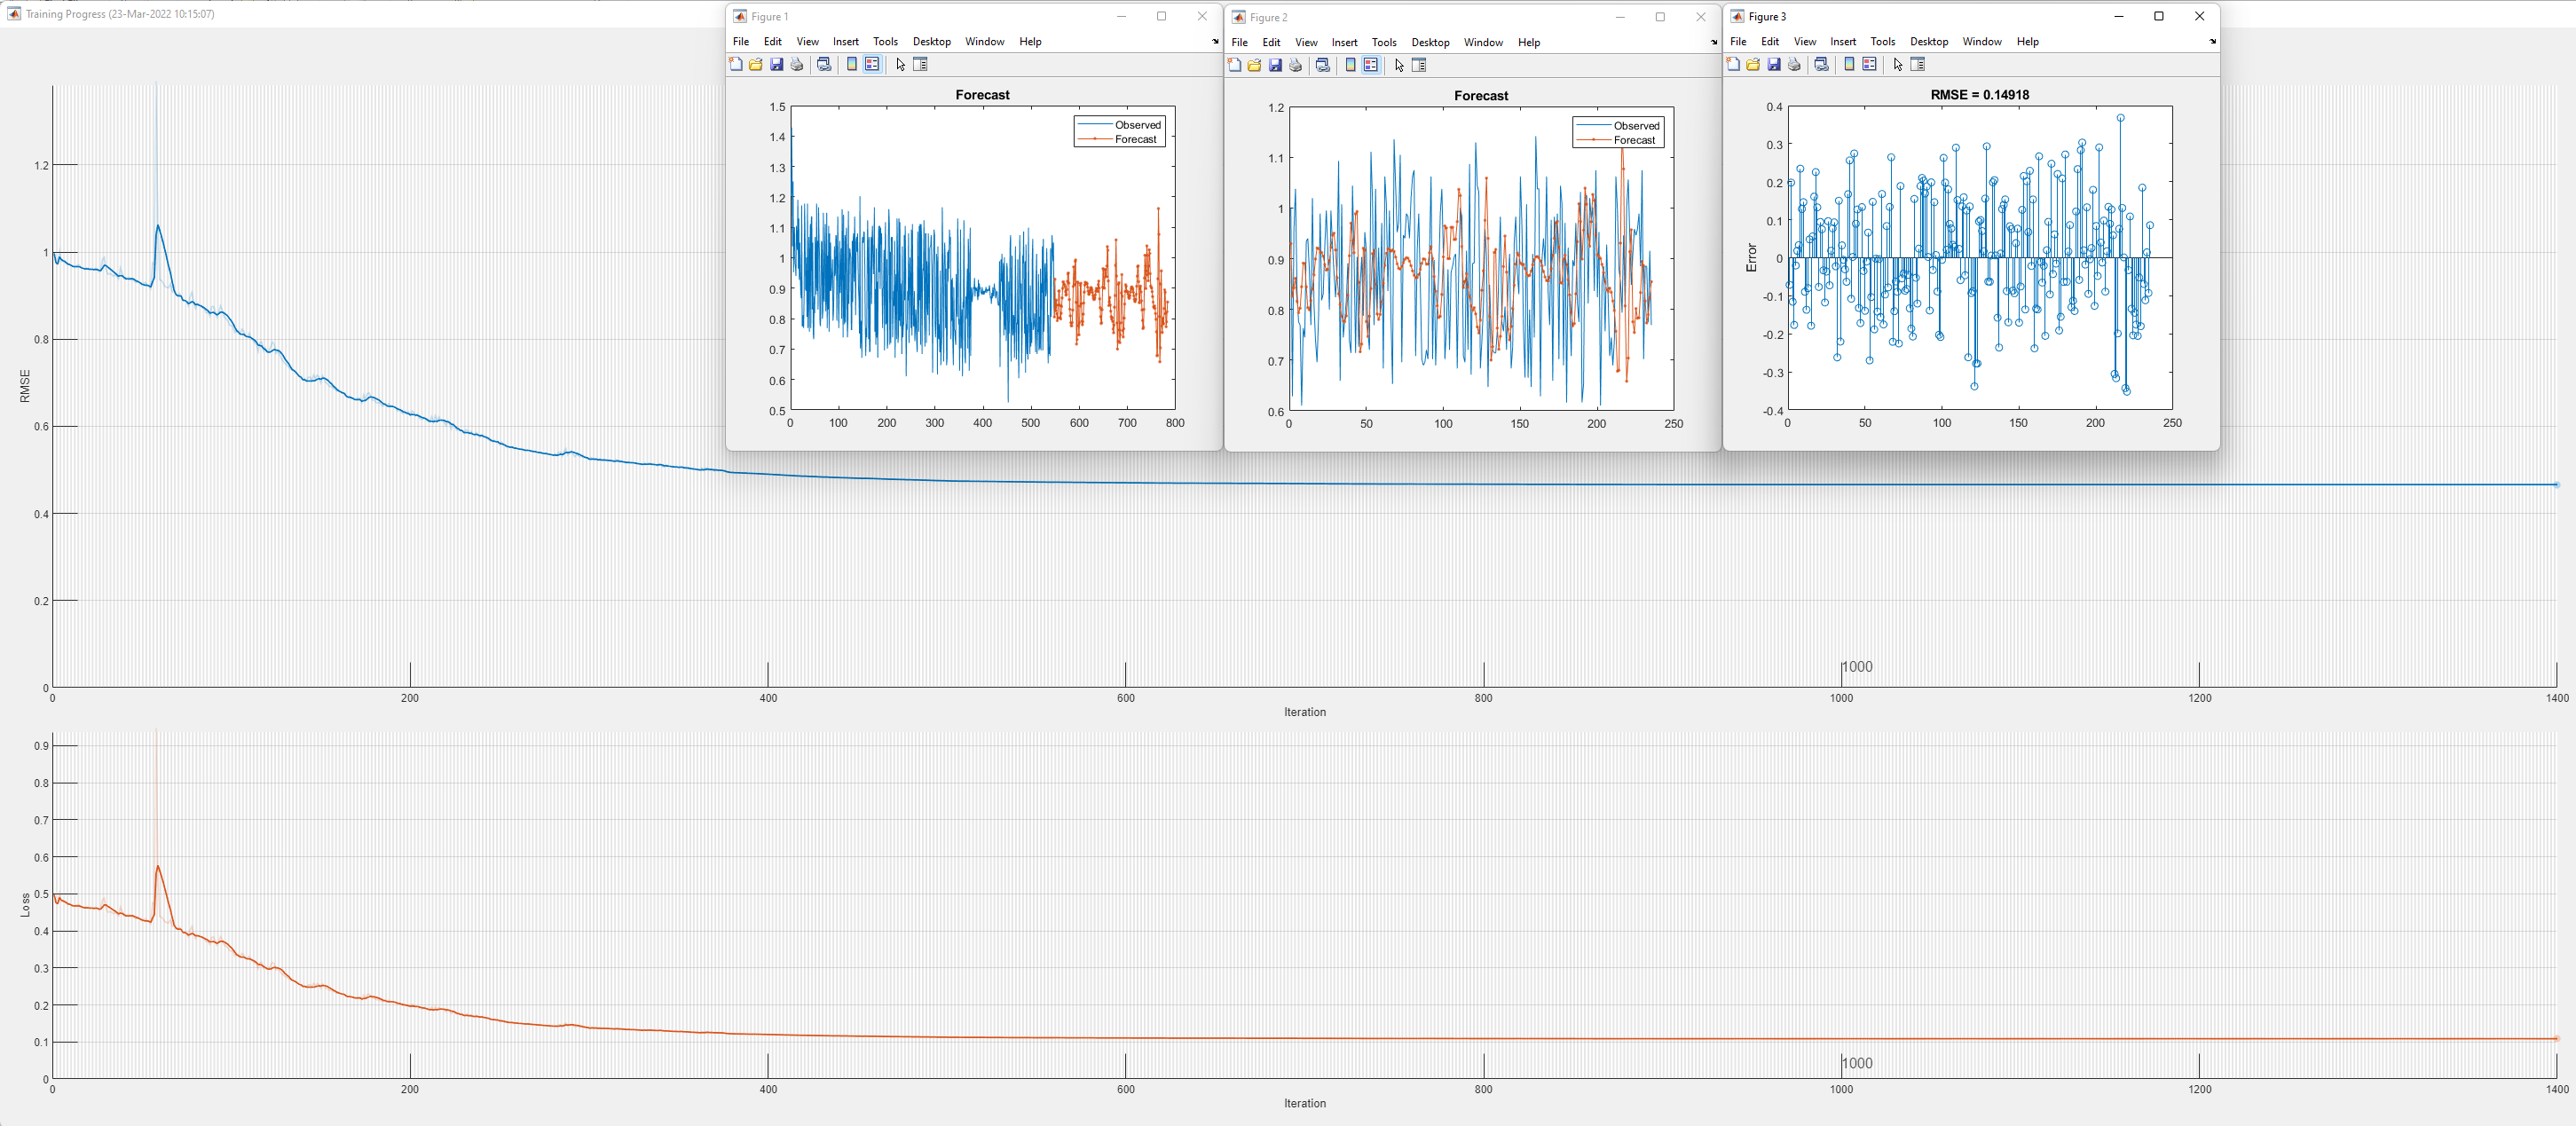 Training Progress (23-Mar-2022 10:15:07)
1.2
1
0.8
0.6
0.4
0.2
0
RMSE
0 200 400 600 800 1000 1200 1400
1000
Iteration
0.9
0.8
0.7
0.6
0.5
0.4
0.3
0.2
0.1
0
Loss
0 200 400 600 800 1000 1200 1400
1000
Iteration
Figure 1
File Edit View Insert Tools Desktop Window Help
Forecast
Observed
Forecast
1.5
1.4
1.3
1.2
1.1
1
0.9
0.8
0.7
0.6
0.5
0 100 200 300 400 500 600 700 800
Figure 2
File Edit View Insert Tools Desktop Window Help
Forecast
Observed
Forecast
1.2
1.1
1
0.9
0.8
0.7
0.6
0 50 100 150 200 250
Figure 3
File Edit View Insert Tools Desktop Window Help
RMSE = 0.14918
0.4
0.3
0.2
0.1
0
-0.1
-0.2
-0.3
-0.4
Error
0 50 100 150 200 250